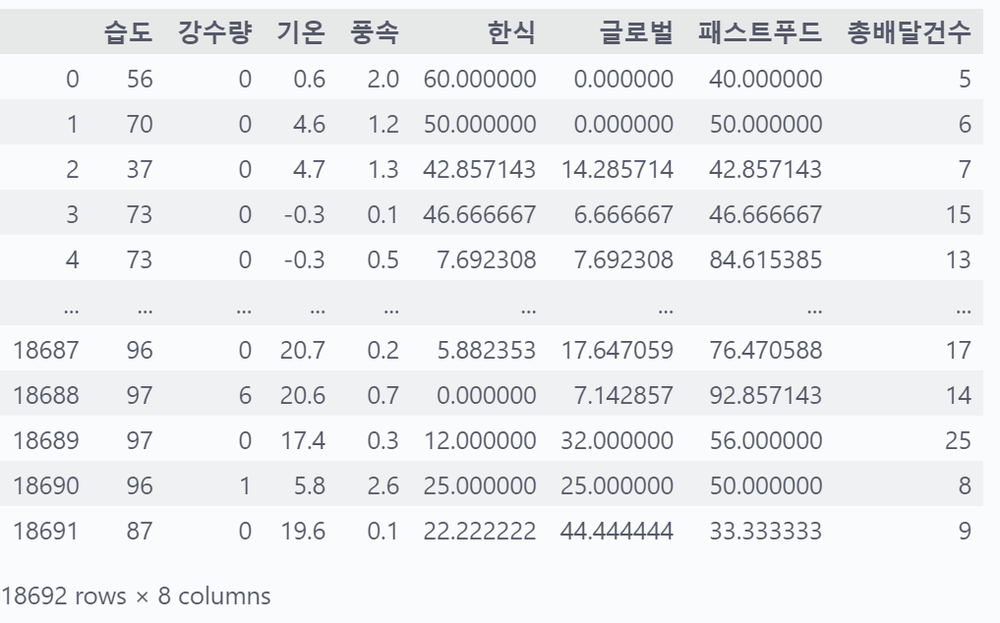 습도 강수량 기온 풍속 한식 글로벌 패스트푸드 총배달건수
0 56 0 0.6 2.0 60.000000 0.000000 40.000000 5
1 70 0 4.6 1.2 50.000000 0.000000 50.000000 6
2 37 0 4.7 1.3 42.857143 14.285714 42.857143 7
3 73 0 -0.3 0.1 46.666667 6.666667 46.666667 15
4 73 0 -0.3 0.5 7.692308 7.692308 84.615385 13
... ... ... ... ... ... ... ... ...
18687 96 0 20.7 0.2 5.882353 17.647059 76.470588 17
18688 97 6 20.6 0.7 0.000000 7.142857 92.857143 14
18689 97 0 17.4 0.3 12.000000 32.000000 56.000000 25
18690 96 1 5.8 2.6 25.000000 25.000000 50.000000 8
18691 87 0 19.6 0.1 22.222222 44.444444 33.333333 9
18692 rows × 8 columns